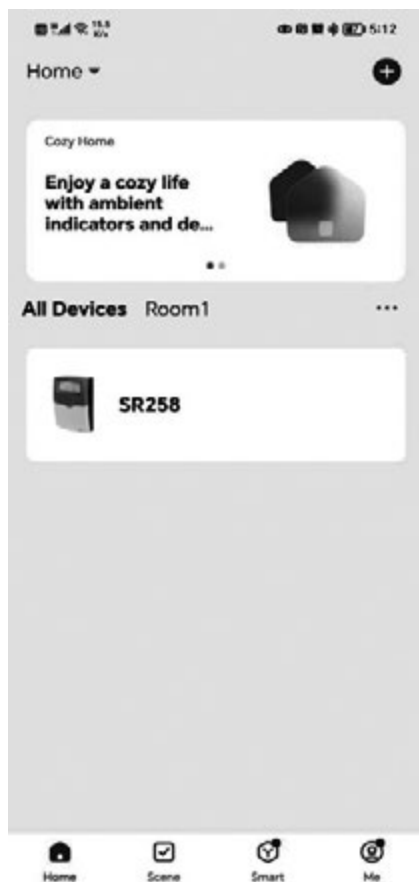 5:12
Home
Cozy Home
Enjoy a cozy life
with ambient
indicators and de...
All Devices Room1
SR258
Home Scene Smart Me